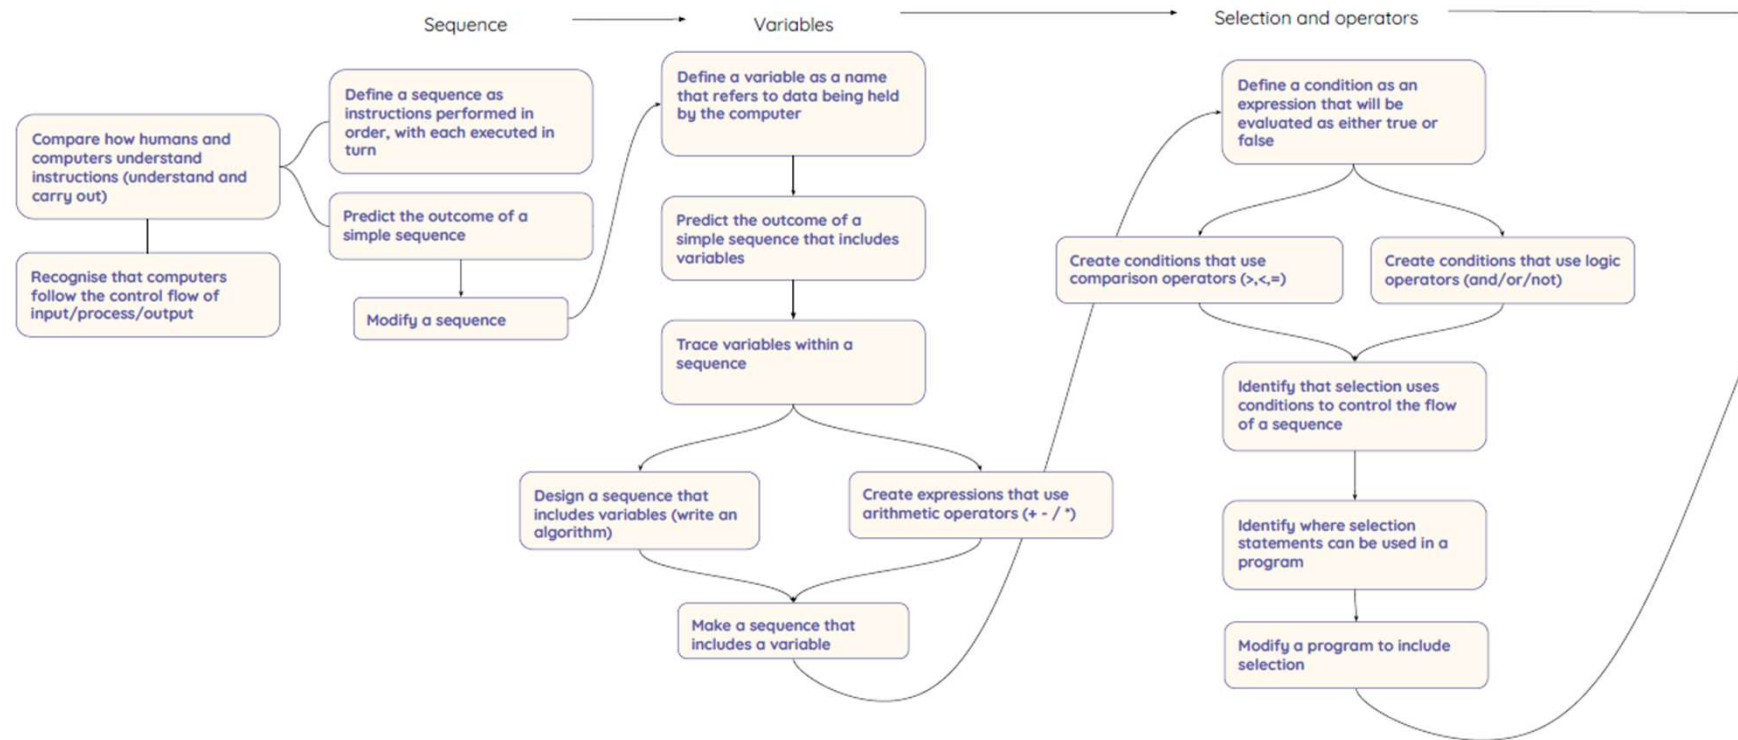 Sequence
Variables
Selection and operators
Compare how humans and
computers understand
instructions (understand and
carry out)
Recognise that computers
follow the control flow of
input/process/output
Define a sequence as
instructions performed in
order, with each executed in
turn
Predict the outcome of a
simple sequence
Modify a sequence
Define a variable as a name
that refers to data being held
by the computer
Predict the outcome of a
simple sequence that includes
variables
Trace variables within a
sequence
Design a sequence that
includes variables (write an
algorithm)
Create expressions that use
arithmetic operators (+ - / *)
Make a sequence that
includes a variable
Define a condition as an
expression that will be
evaluated as either true or
false
Create conditions that use
comparison operators (>,<,=)
Create conditions that use logic
operators (and/or/not)
Identify that selection uses
conditions to control the flow
of a sequence
Identify where selection
statements can be used in a
program
Modify a program to include
selection